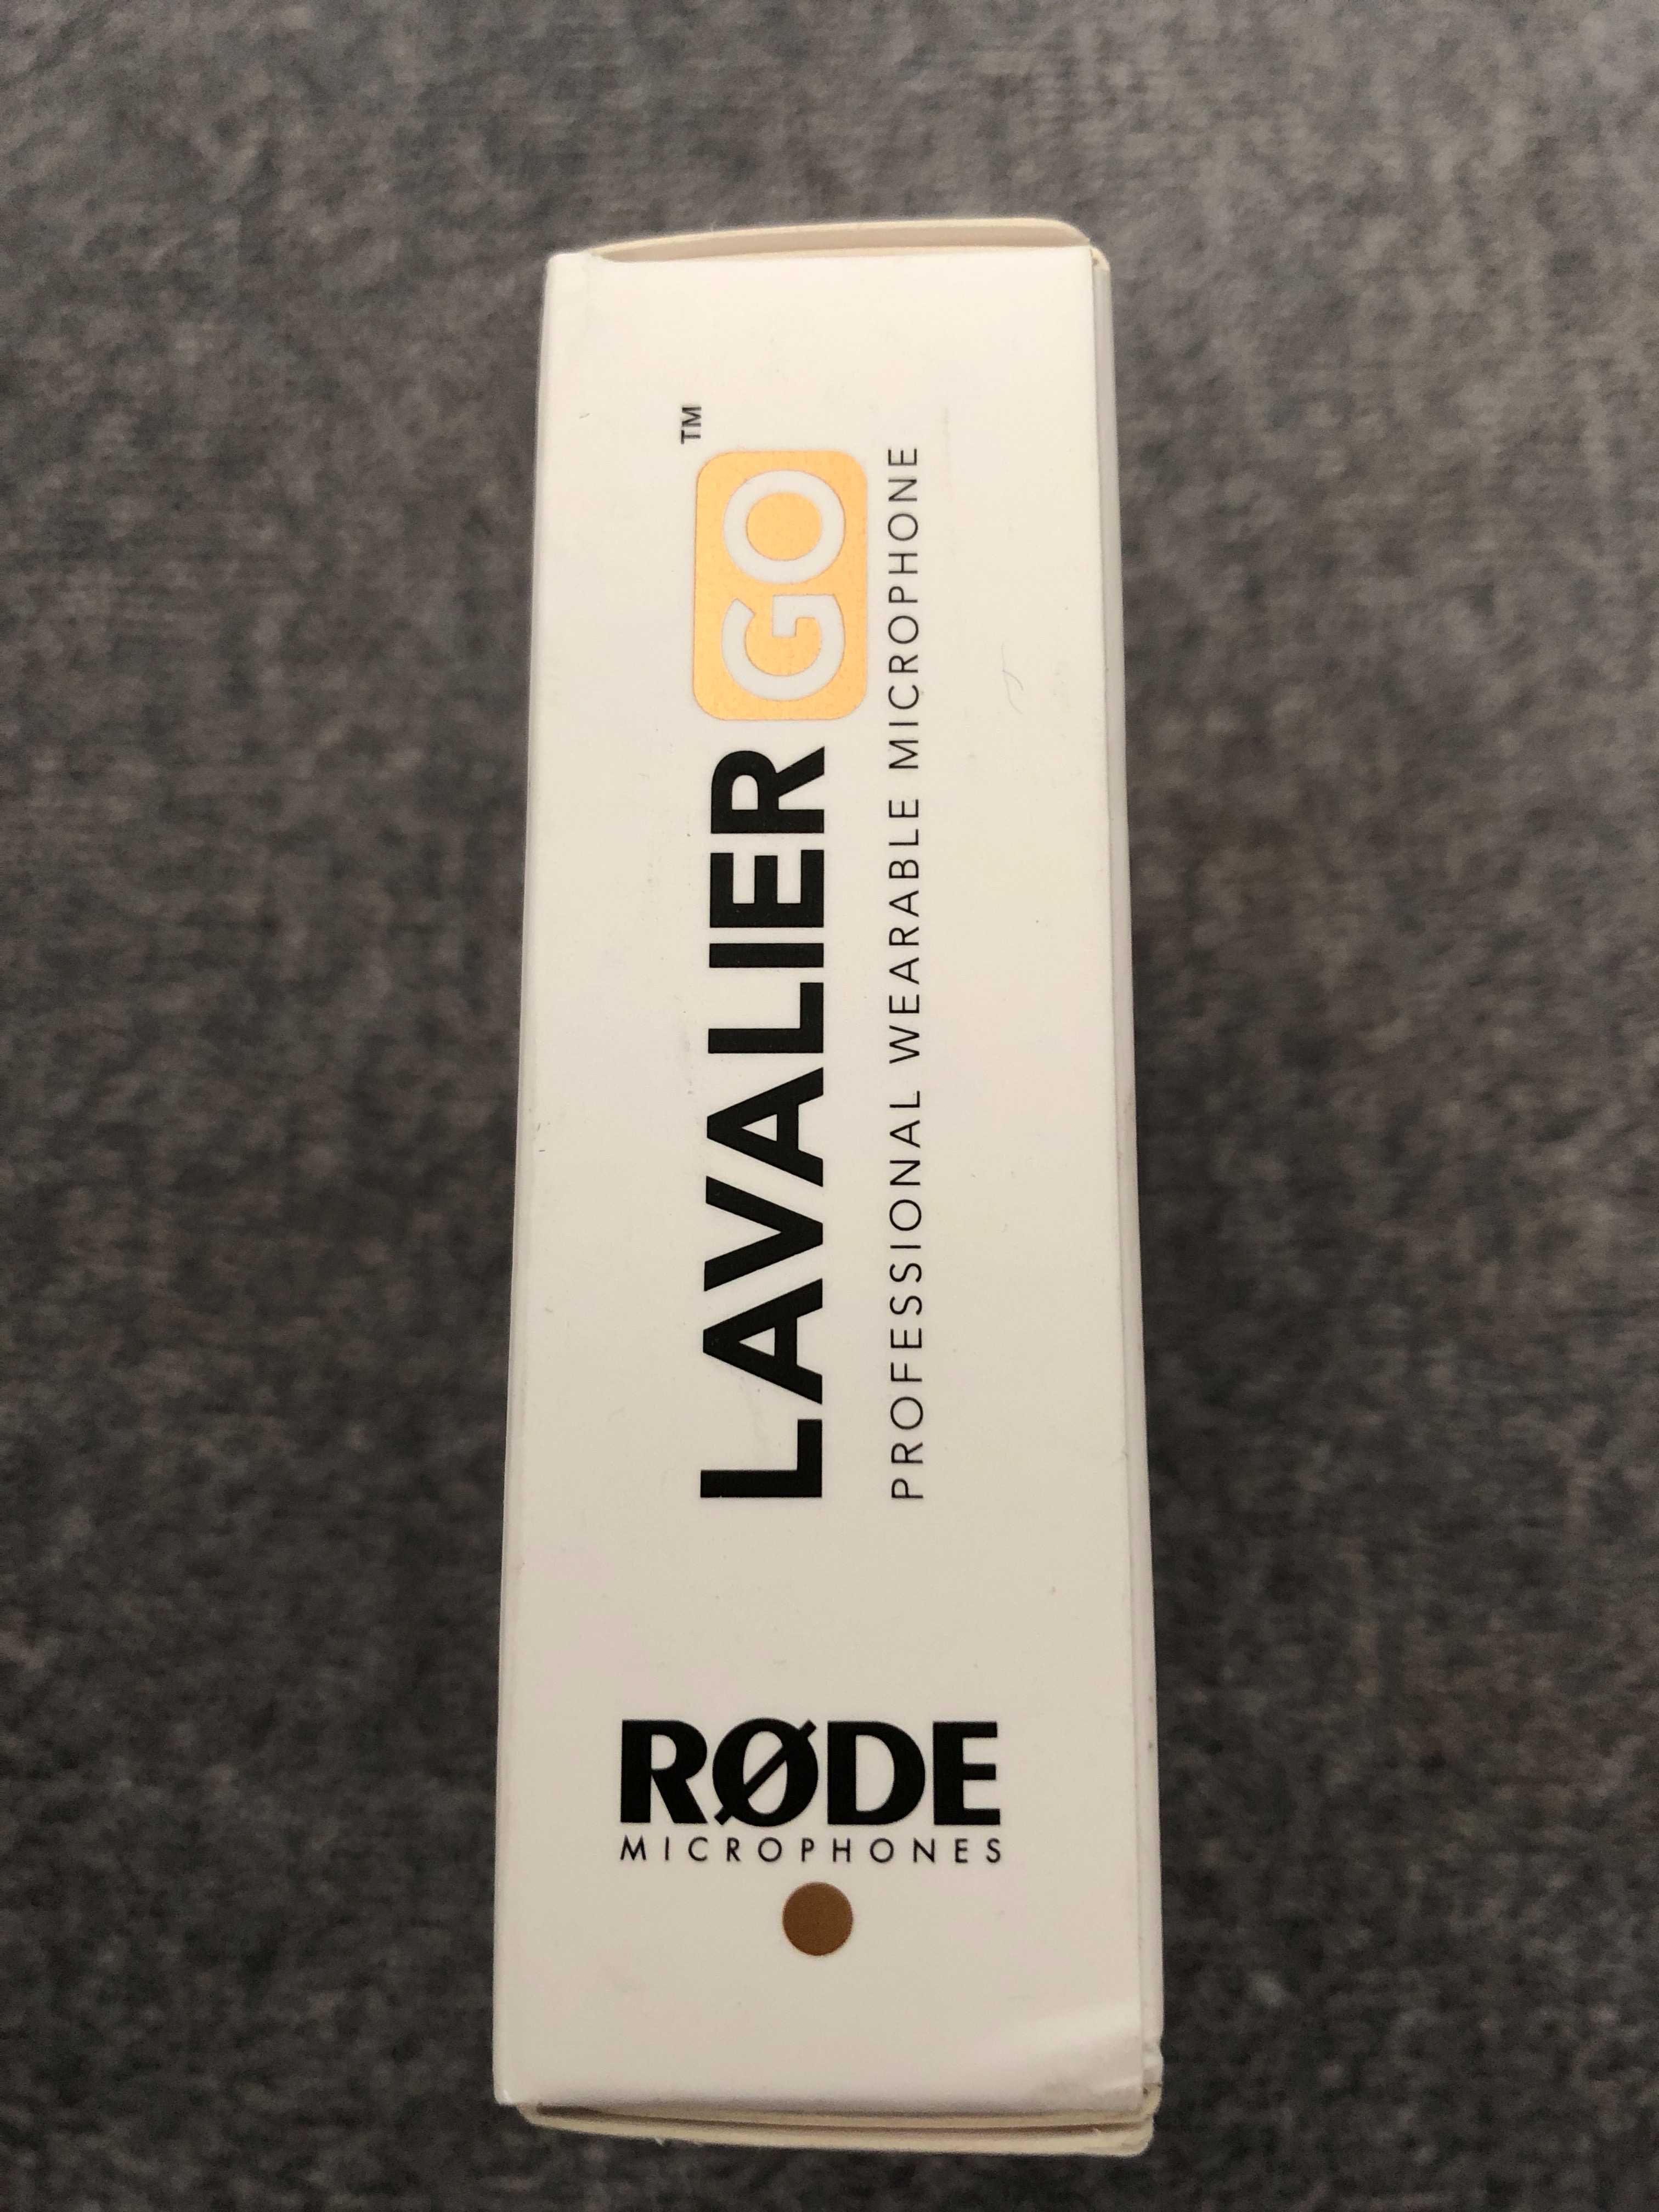 LAVALIER GO™
PROFESSIONAL WEARABLE MICROPHONE
RØDE
MICROPHONES